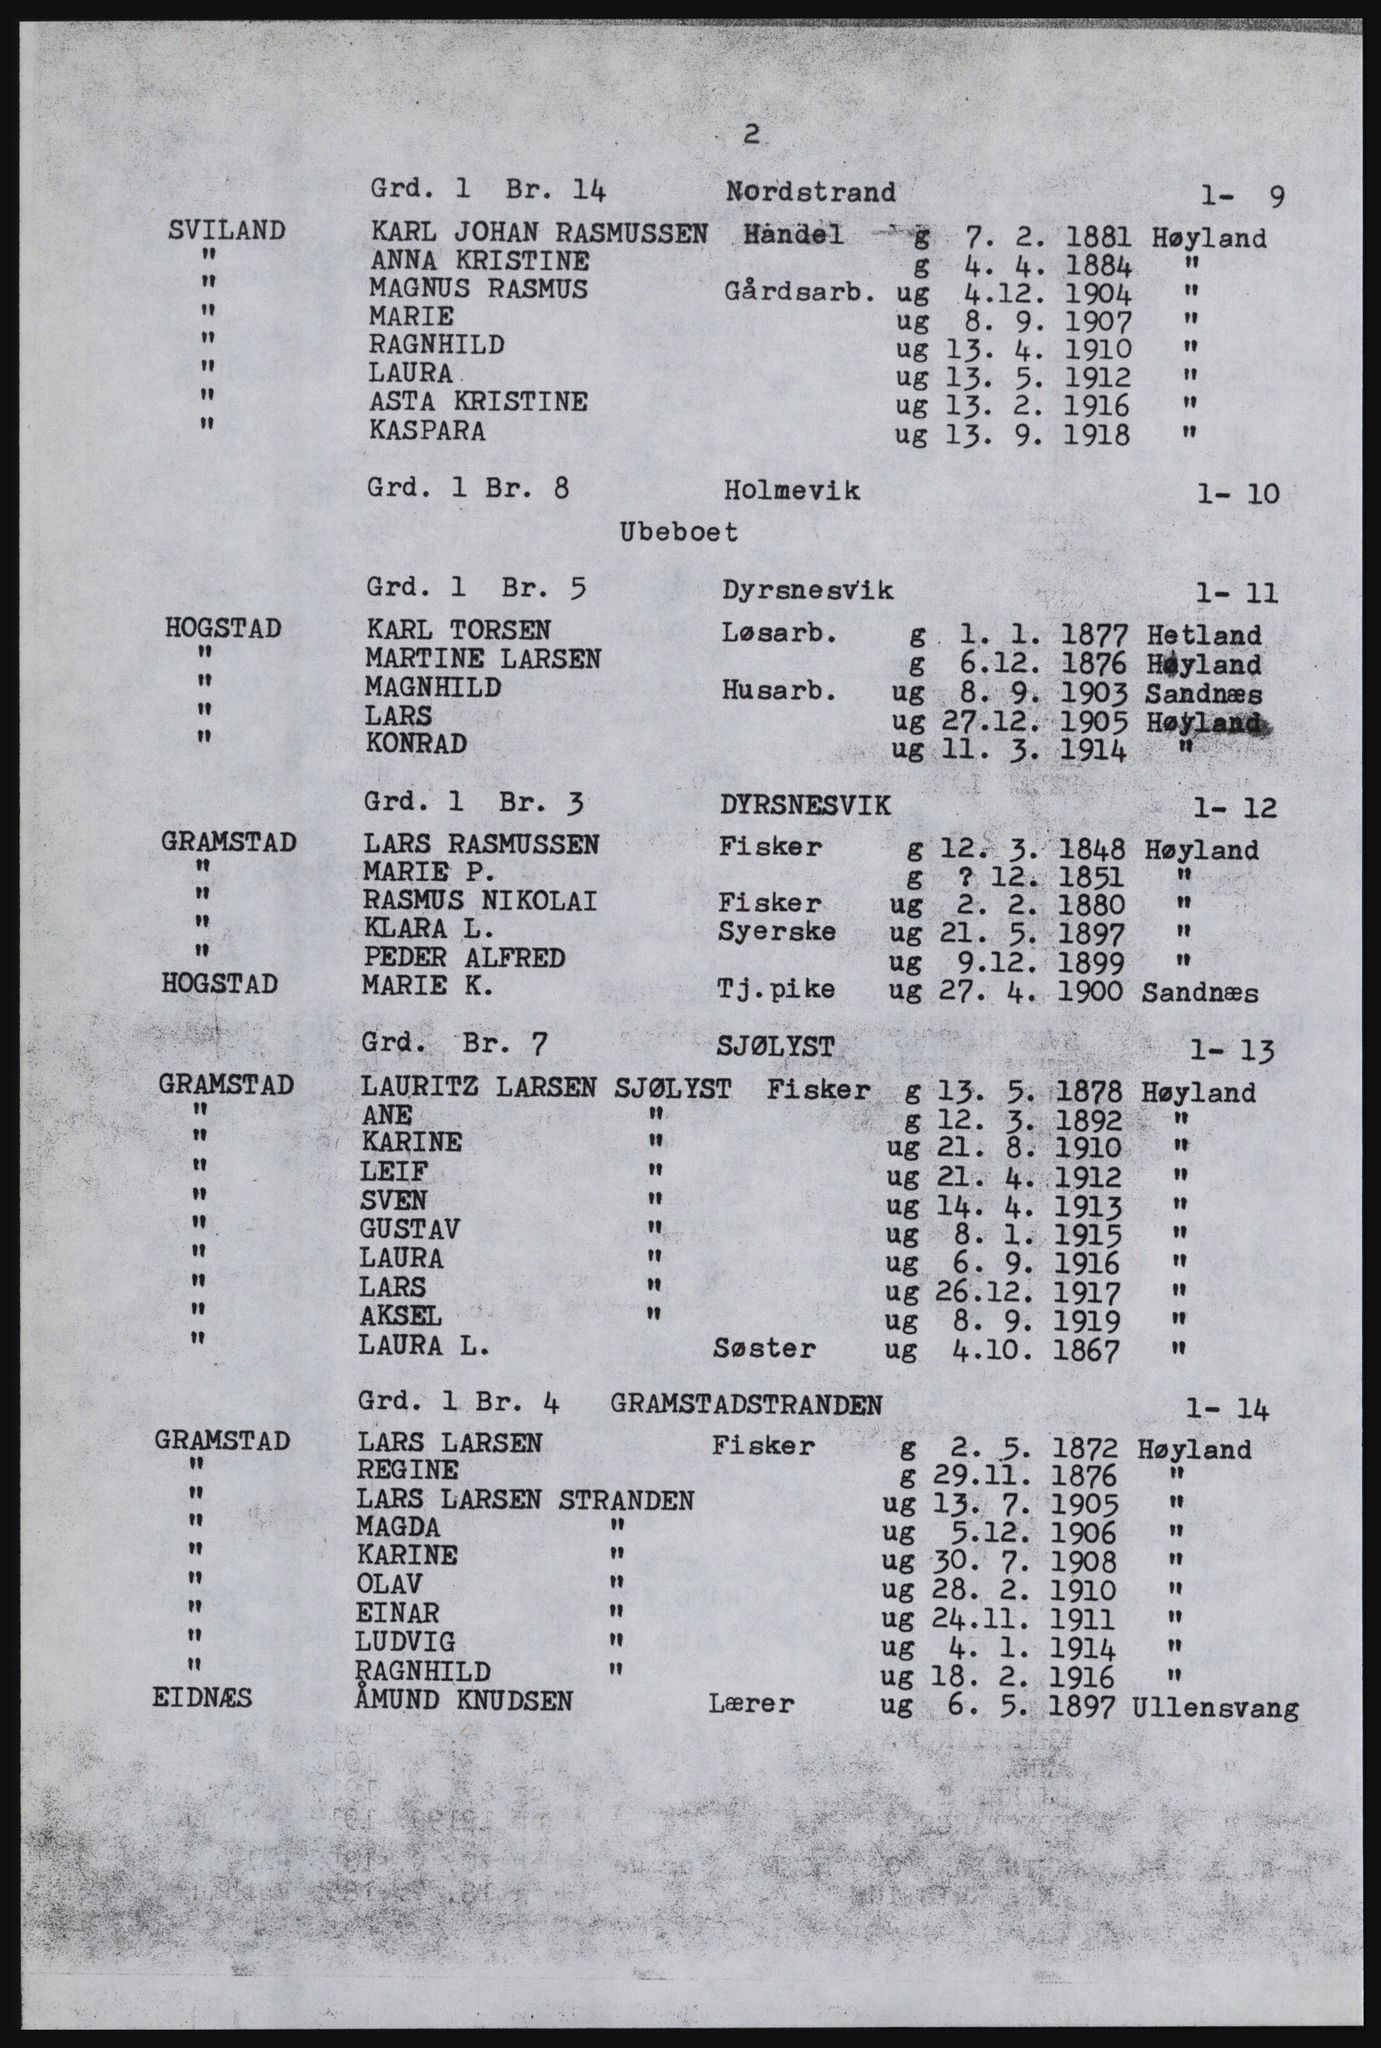 2
Grd. 1 Br. 14 Nordstrand 1- 9
SVILAND KARL JOHAN RASMUSSEN Handel g 7. 2. 1881 Høyland
" ANNA KRISTINE g 4. 4. 1884 "
" MAGNUS RASMUS Gårdsarb. ug 4.12. 1904 "
" MARIE ug 8. 9. 1907 "
" RAGNHILD ug 13. 4. 1910 "
" LAURA ug 13. 5. 1912 "
" ASTA KRISTINE ug 13. 2. 1916 "
" KASPARA ug 13. 9. 1918 "
Grd. 1 Br. 8 Holmevik 1- 10
Ubeboet
Grd. 1 Br. 5 Dyrsnesvik 1- 11
HOGSTAD KARL TORSEN Løsarb. g 1. 1. 1877 Hetland
" MARTINE LARSEN g 6.12. 1876 Høyland
" MAGNHILD Husarb. ug 8. 9. 1903 Sandnæs
" LARS ug 27.12. 1905 Høyland
" KONRAD ug 11. 3. 1914 "
Grd. 1 Br. 3 DYRSNESVIK 1- 12
GRAMSTAD LARS RASMUSSEN Fisker g 12. 3. 1848 Høyland
" MARIE P. g ? 12. 1851 "
" RASMUS NIKOLAI Fisker ug 2. 2. 1880 "
" KLARA L. Syerske ug 21. 5. 1897 "
" PEDER ALFRED ug 9.12. 1899 "
HOGSTAD MARIE K. Tj.pike ug 27. 4. 1900 Sandnæs
Grd. Br. 7 SJØLYST 1- 13
GRAMSTAD LAURITZ LARSEN SJØLYST Fisker g 13. 5. 1878 Høyland
" ANE " g 12. 3. 1892 "
" KARINE " ug 21. 8. 1910 "
" LEIF " ug 21. 4. 1912 "
" SVEN " ug 14. 4. 1913 "
" GUSTAV " ug 8. 1. 1915 "
" LAURA " ug 6. 9. 1916 "
" LARS " ug 26.12. 1917 "
" AKSEL " ug 8. 9. 1919 "
" LAURA L. Søster ug 4.10. 1867 "
Grd. 1 Br. 4 GRAMSTADSTRANDEN 1- 14
GRAMSTAD LARS LARSEN Fisker g 2. 5. 1872 Høyland
" REGINE g 29.11. 1876 "
" LARS LARSEN STRANDEN ug 13. 7. 1905 "
" MAGDA " ug 5.12. 1906 "
" KARINE " ug 30. 7. 1908 "
" OLAV " ug 28. 2. 1910 "
" EINAR " ug 24.11. 1911 "
" LUDVIG " ug 4. 1. 1914 "
" RAGNHILD " ug 18. 2. 1916 "
EIDNÆS ÅMUND KNUDSEN Lærer ug 6. 5. 1897 Ullensvang